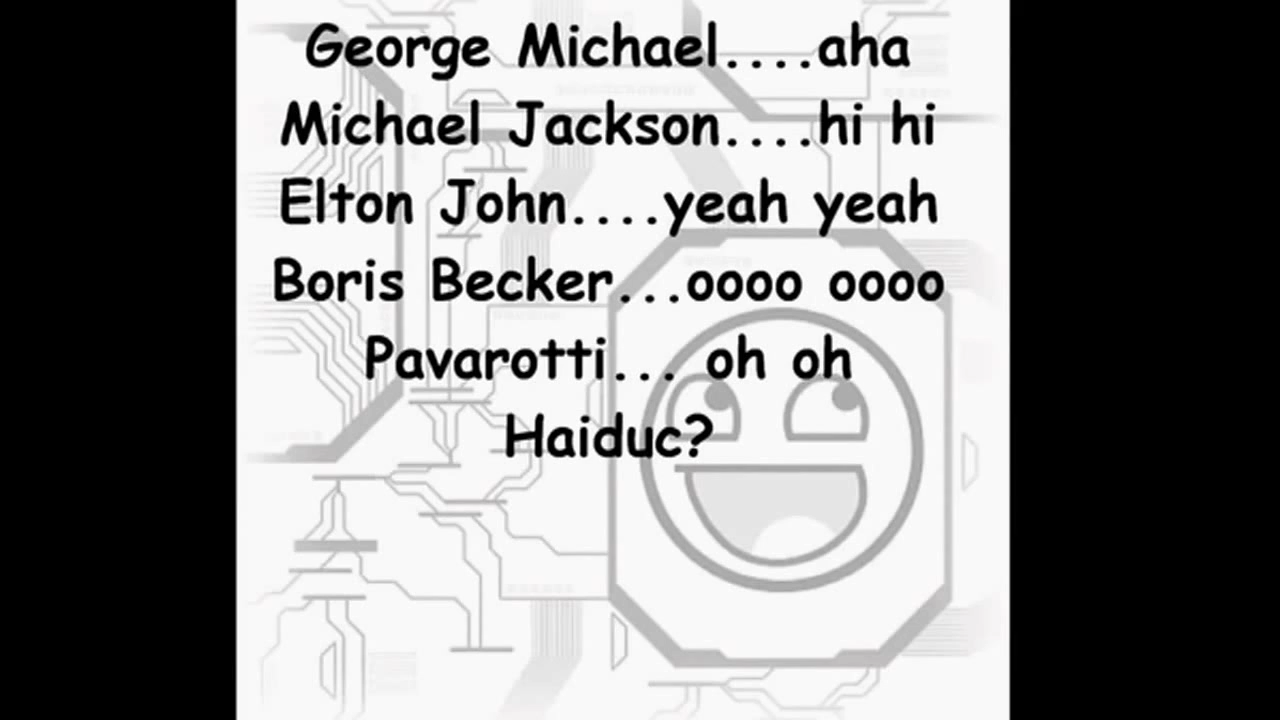 George Michael....aha
Michael Jackson....hi hi
Elton John....yeah yeah
Boris Becker...oooo oooo
Pavarotti... oh oh
Haiduc?